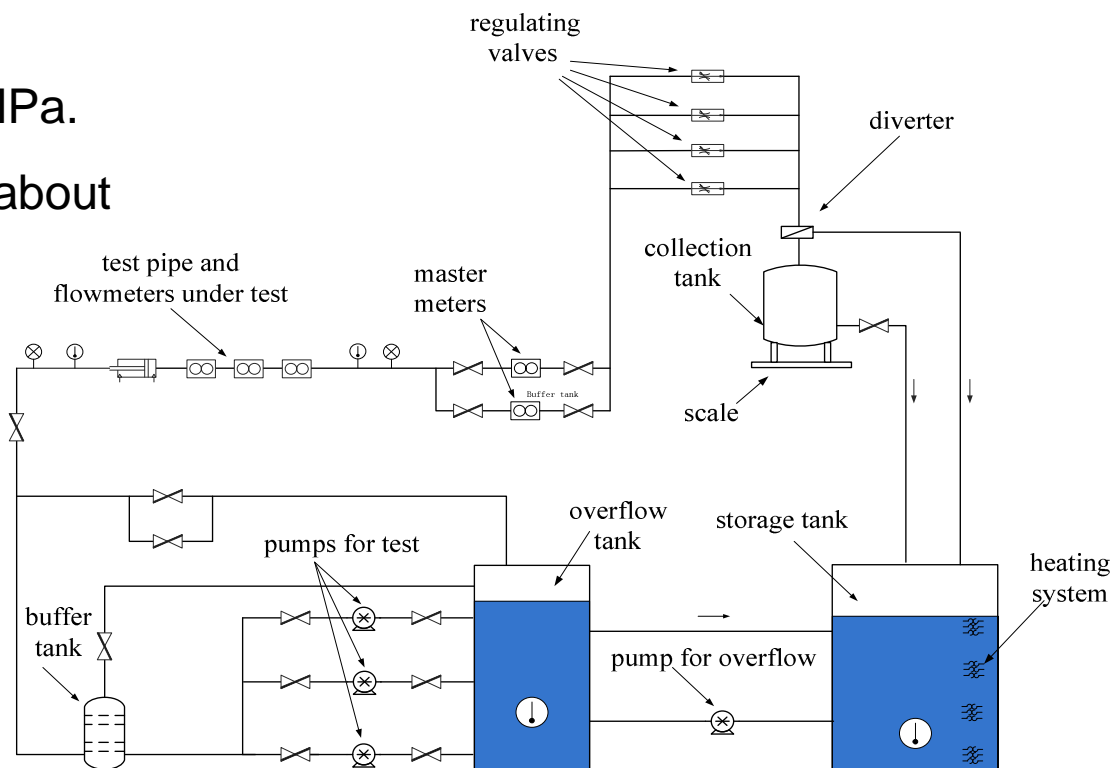 regulating
valves
IPa.
diverter
about
collection
tank
test pipe and
flowmeters under test
master
meters
Buffer tank
scale
overflow
tank
storage tank
pumps for test
heating
system
buffer
tank
pump for overflow